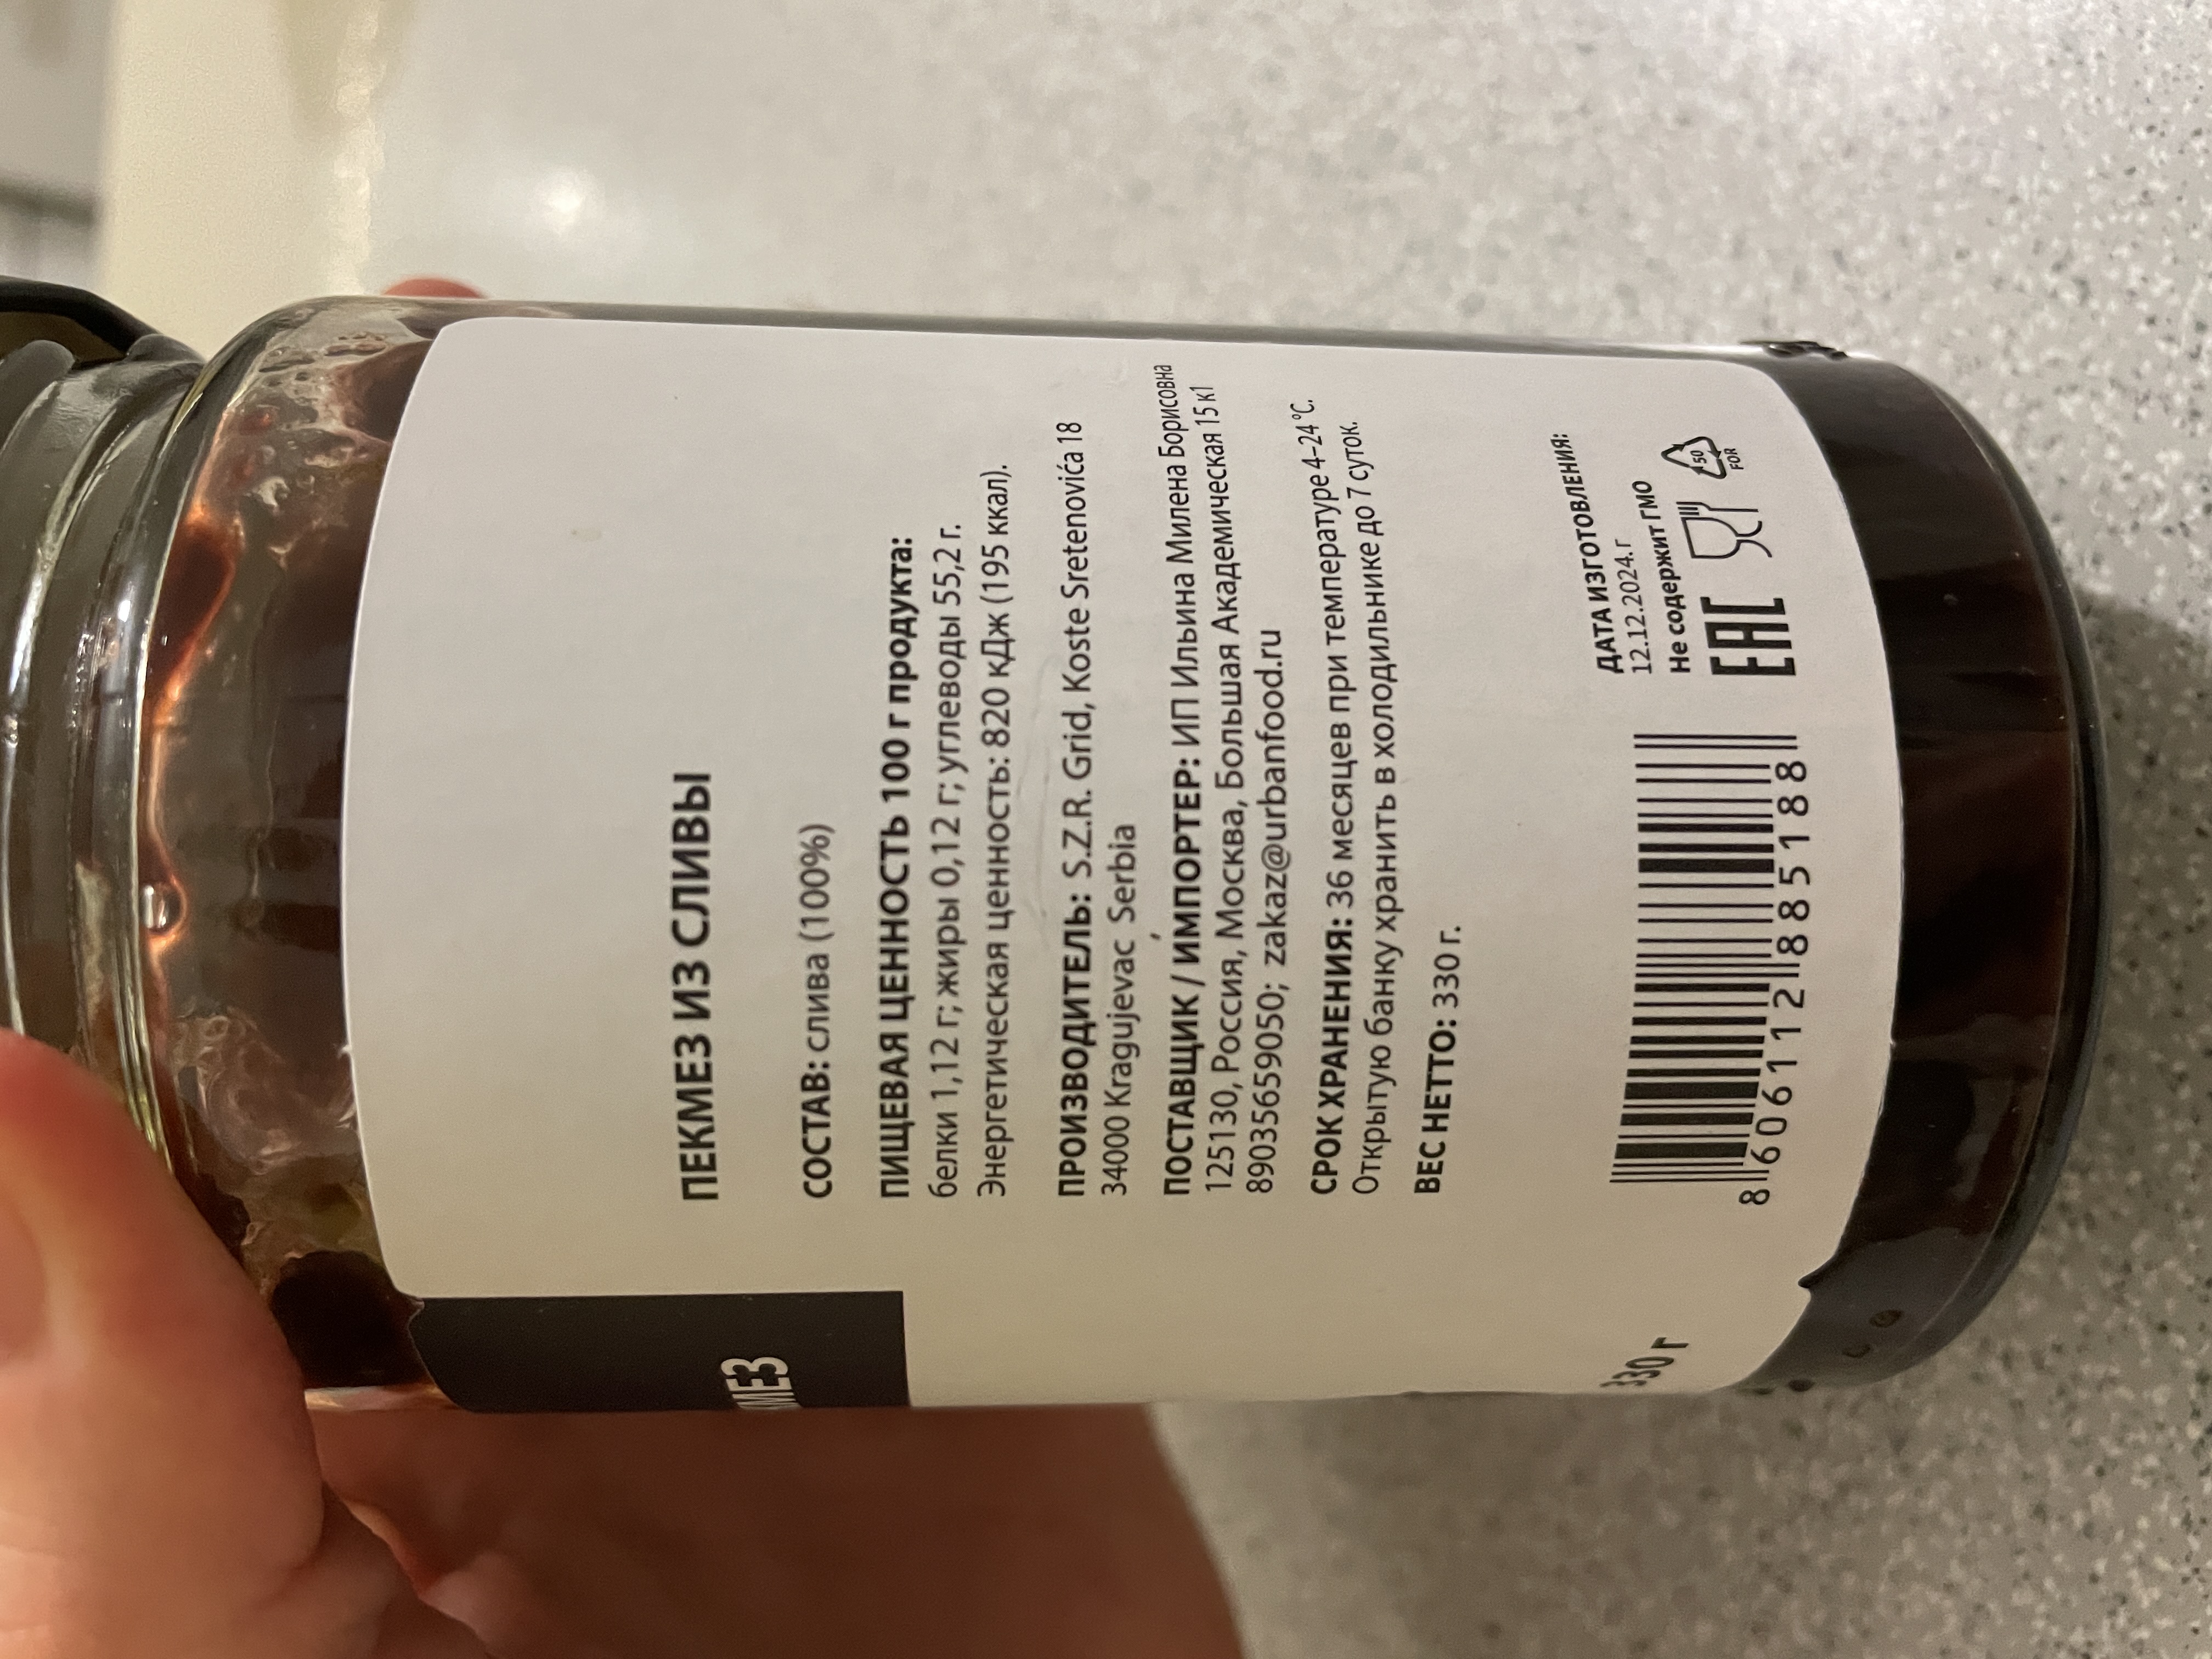 ПЕКМЕЗ ИЗ СЛИВЫ
СОСТАВ: слива (100%)
ПИЩЕВАЯ ЦЕННОСТЬ 100 г продукта:
белки 1,12 г; жиры 0,12 г; углеводы 55,2 г.
Энергетическая ценность: 820 кДж (195 ккал).
ПРОИЗВОДИТЕЛЬ: S.Z.R. Grid, Koste Sretenovića 18
34000 Kragujevac Serbia
ПОСТАВЩИК / ИМПОРТЕР: ИП Ильина Милена Борисовна
125130, Россия, Москва, Большая Академическая 15 к1
89035659050; zakaz@urbanfood.ru
СРОК ХРАНЕНИЯ: 36 месяцев при температуре 4-24 °С.
Открытую банку хранить в холодильнике до 7 суток.
ВЕС НЕТТО: 330 г.
ДАТА ИЗГОТОВЛЕНИЯ:
12.12.2024.г
Не содержит ГМО
EAC
50
FOR
8 606112 885188
330 г